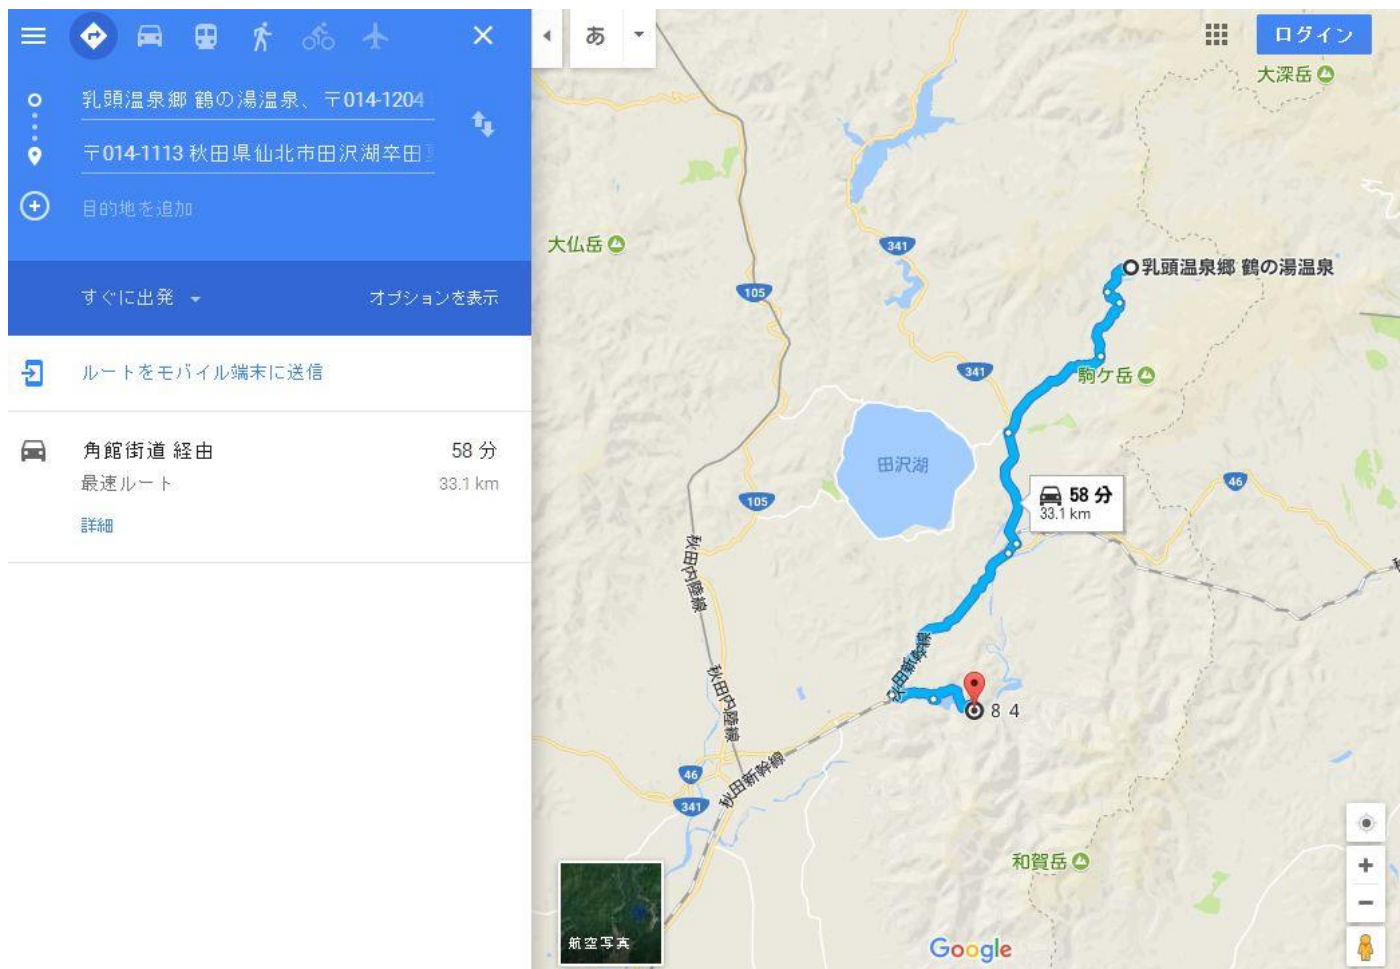 あ
ログイン
乳頭温泉郷 鶴の湯温泉、〒014-1204
〒014-1113 秋田県仙北市田沢湖卒田
目的地を追加
すぐに出発
オプションを表示
ルートをモバイル端末に送信
角館街道 経由
58 分
最速ルート
33.1 km
詳細
大深岳
大仏岳
341
乳頭温泉郷 鶴の湯温泉
105
341
駒ケ岳
田沢湖
46
58 分
33.1 km
105
秋田内陸線
秋田新幹線
84
秋田内陸線
46
秋田新幹線
341
和賀岳
航空写真
Google